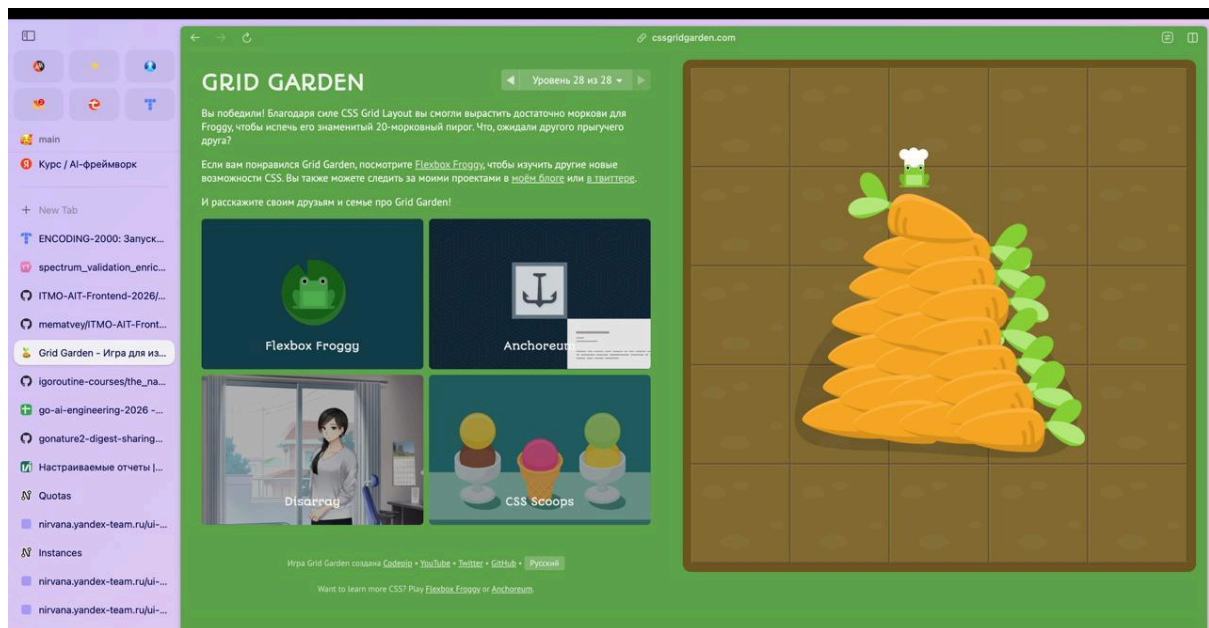 cssgridgarden.com
main
Курс / AI-фреймворк
+ New Tab
ENCODING-2000: Запуск...
spectrum_validation_enric...
ITMO-AIT-Frontend-2026/...
mematvey/ITMO-AIT-Front...
Grid Garden - Игра для из...
igoroutine-courses/the_na...
go-ai-engineering-2026 -...
gonature2-digest-sharing...
Настраиваемые отчеты |...
Quotas
nirvana.yandex-team.ru/ui-...
Instances
nirvana.yandex-team.ru/ui-...
nirvana.yandex-team.ru/ui-...
GRID GARDEN
Уровень 28 из 28
Вы победили! Благодаря силе CSS Grid Layout вы смогли вырастить достаточно моркови для
Froggy, чтобы испечь его знаменитый 20-морковный пирог. Что, ожидали другого прыгучего
друга?
Если вам понравился Grid Garden, посмотрите Flexbox Froggy, чтобы изучить другие новые
возможности CSS. Вы также можете следить за моими проектами в моём блоге или в твиттере.
И расскажите своим друзьям и семье про Grid Garden!
Flexbox Froggy
Anchoreum
Disarray
CSS Scoops
Игра Grid Garden создана Codepip • YouTube • Twitter • GitHub • Русский
Want to learn more CSS? Play Flexbox Froggy or Anchoreum.